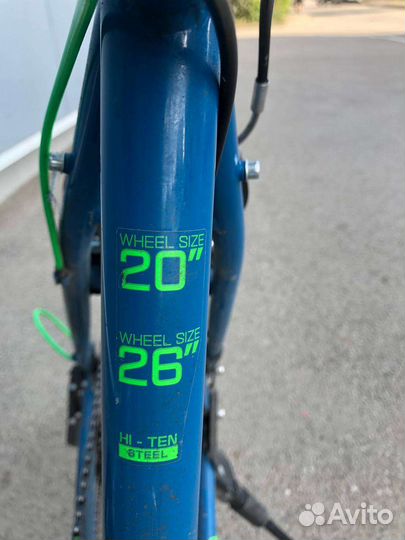 WHEEL SIZE
20"
WHEEL SIZE
26"
HI - TEN
STEEL
Avito